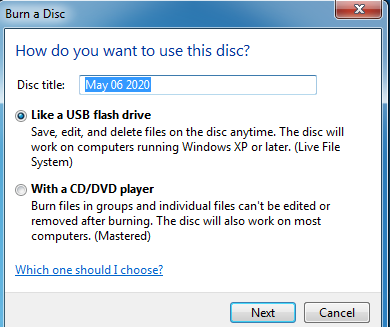 Burn a Disc
How do you want to use this disc?
Disc title: May 06 2020
Like a USB flash drive
Save, edit, and delete files on the disc anytime. The disc will
work on computers running Windows XP or later. (Live File
System)
With a CD/DVD player
Burn files in groups and individual files can't be edited or
removed after burning. The disc will also work on most
computers. (Mastered)
Which one should I choose?
Next Cancel